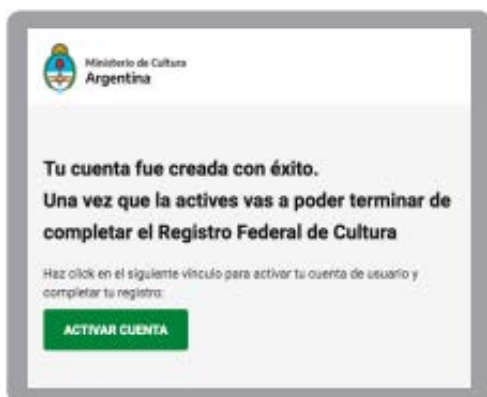 Ministerio de Cultura
Argentina
Tu cuenta fue creada con éxito.
Una vez que la actives vas a poder terminar de
completar el Registro Federal de Cultura
Haz click en el siguiente vínculo para activar tu cuenta de usuario y
completar tu registro:
ACTIVAR CUENTA